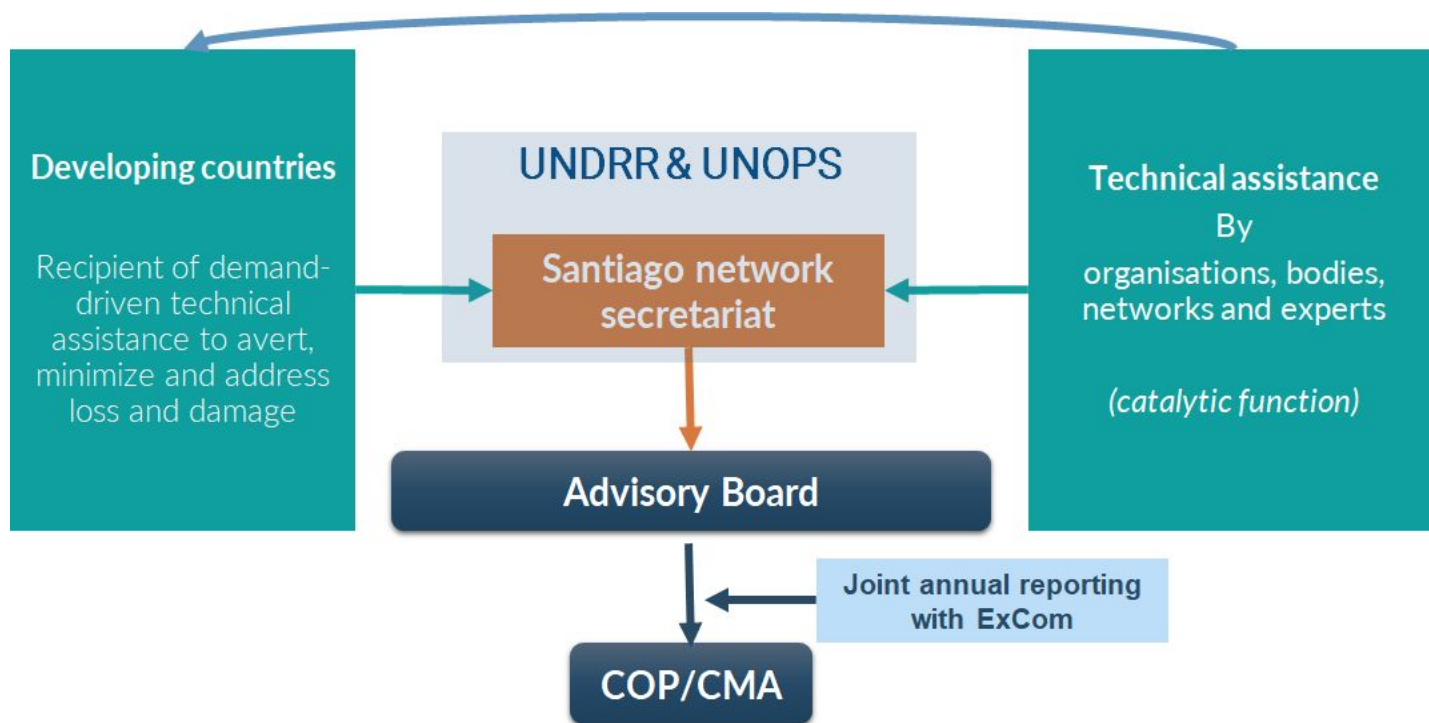 Developing countries
Recipient of demand-
driven technical
assistance to avert,
minimize and address
loss and damage
UNDRR & UNOPS
Santiago network
secretariat
Technical assistance
By
organisations, bodies,
networks and experts
(catalytic function)
Advisory Board
Joint annual reporting
with ExCom
COP/CMA